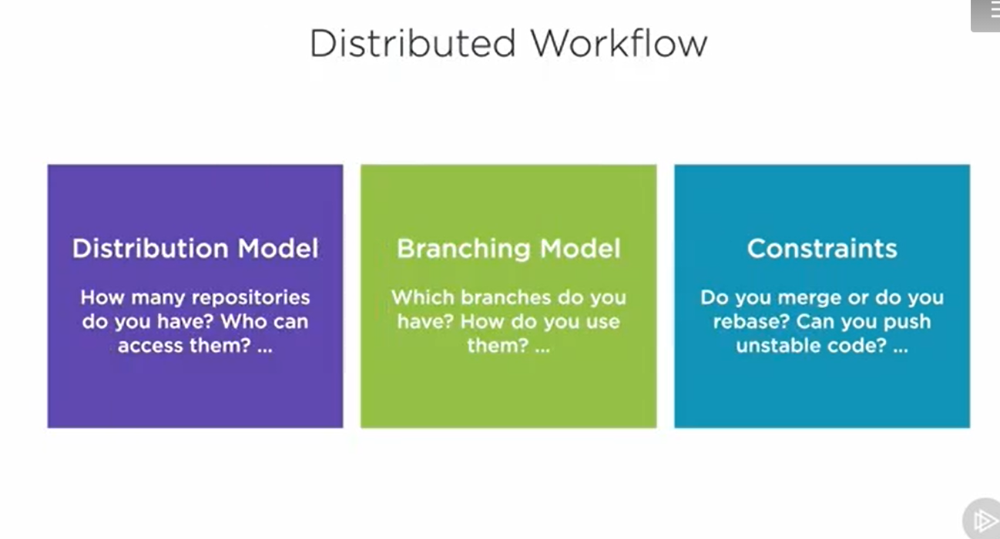 Distributed Workflow
Distribution Model
How many repositories
do you have? Who can
access them? ...
Branching Model
Which branches do you
have? How do you use
them? ...
Constraints
Do you merge or do you
rebase? Can you push
unstable code? ...